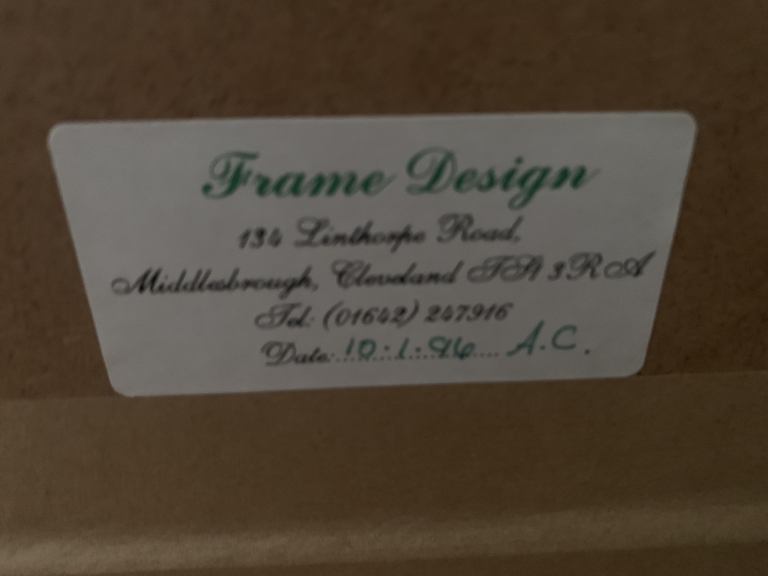 Frame Design
134 Linthorpe Road,
Middlesbrough, Cleveland TS1 3RA
Tel: (01642) 247916
Date: 10.1.96 A.C.